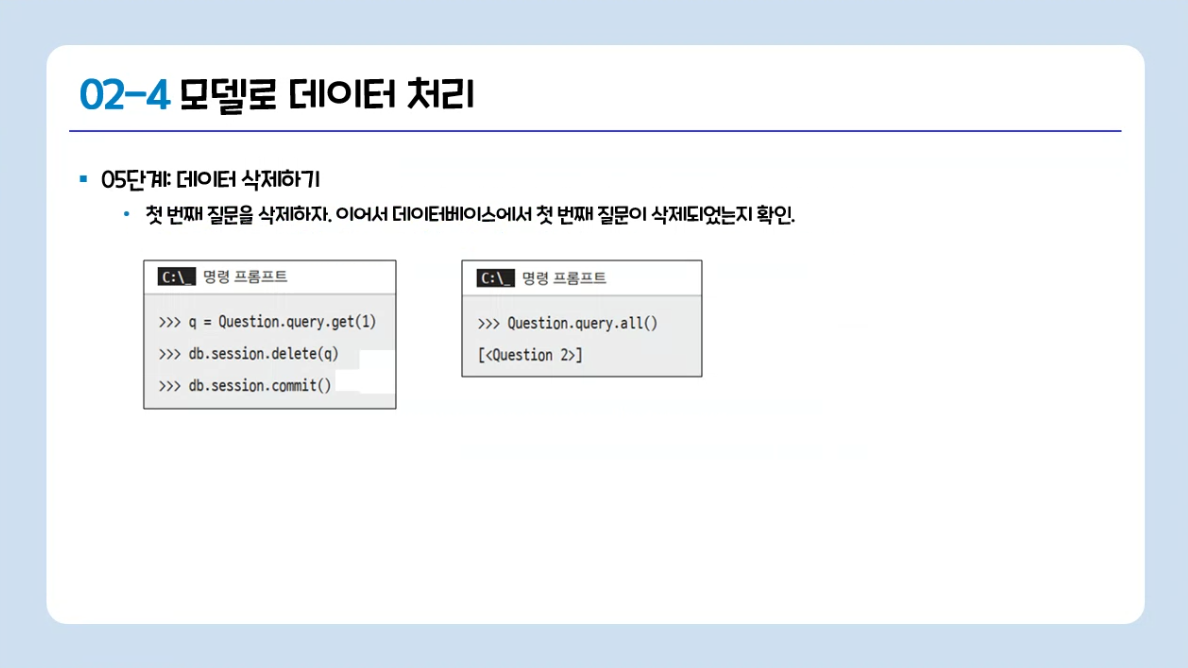 02-4 모델로 데이터 처리
05단계: 데이터 삭제하기
첫 번째 질문을 삭제하자. 이어서 데이터베이스에서 첫 번째 질문이 삭제되었는지 확인.
C:\_ 명령 프롬프트
>>> q = Question.query.get(1)
>>> db.session.delete(q)
>>> db.session.commit()
C:\_ 명령 프롬프트
>>> Question.query.all()
[<Question 2>]